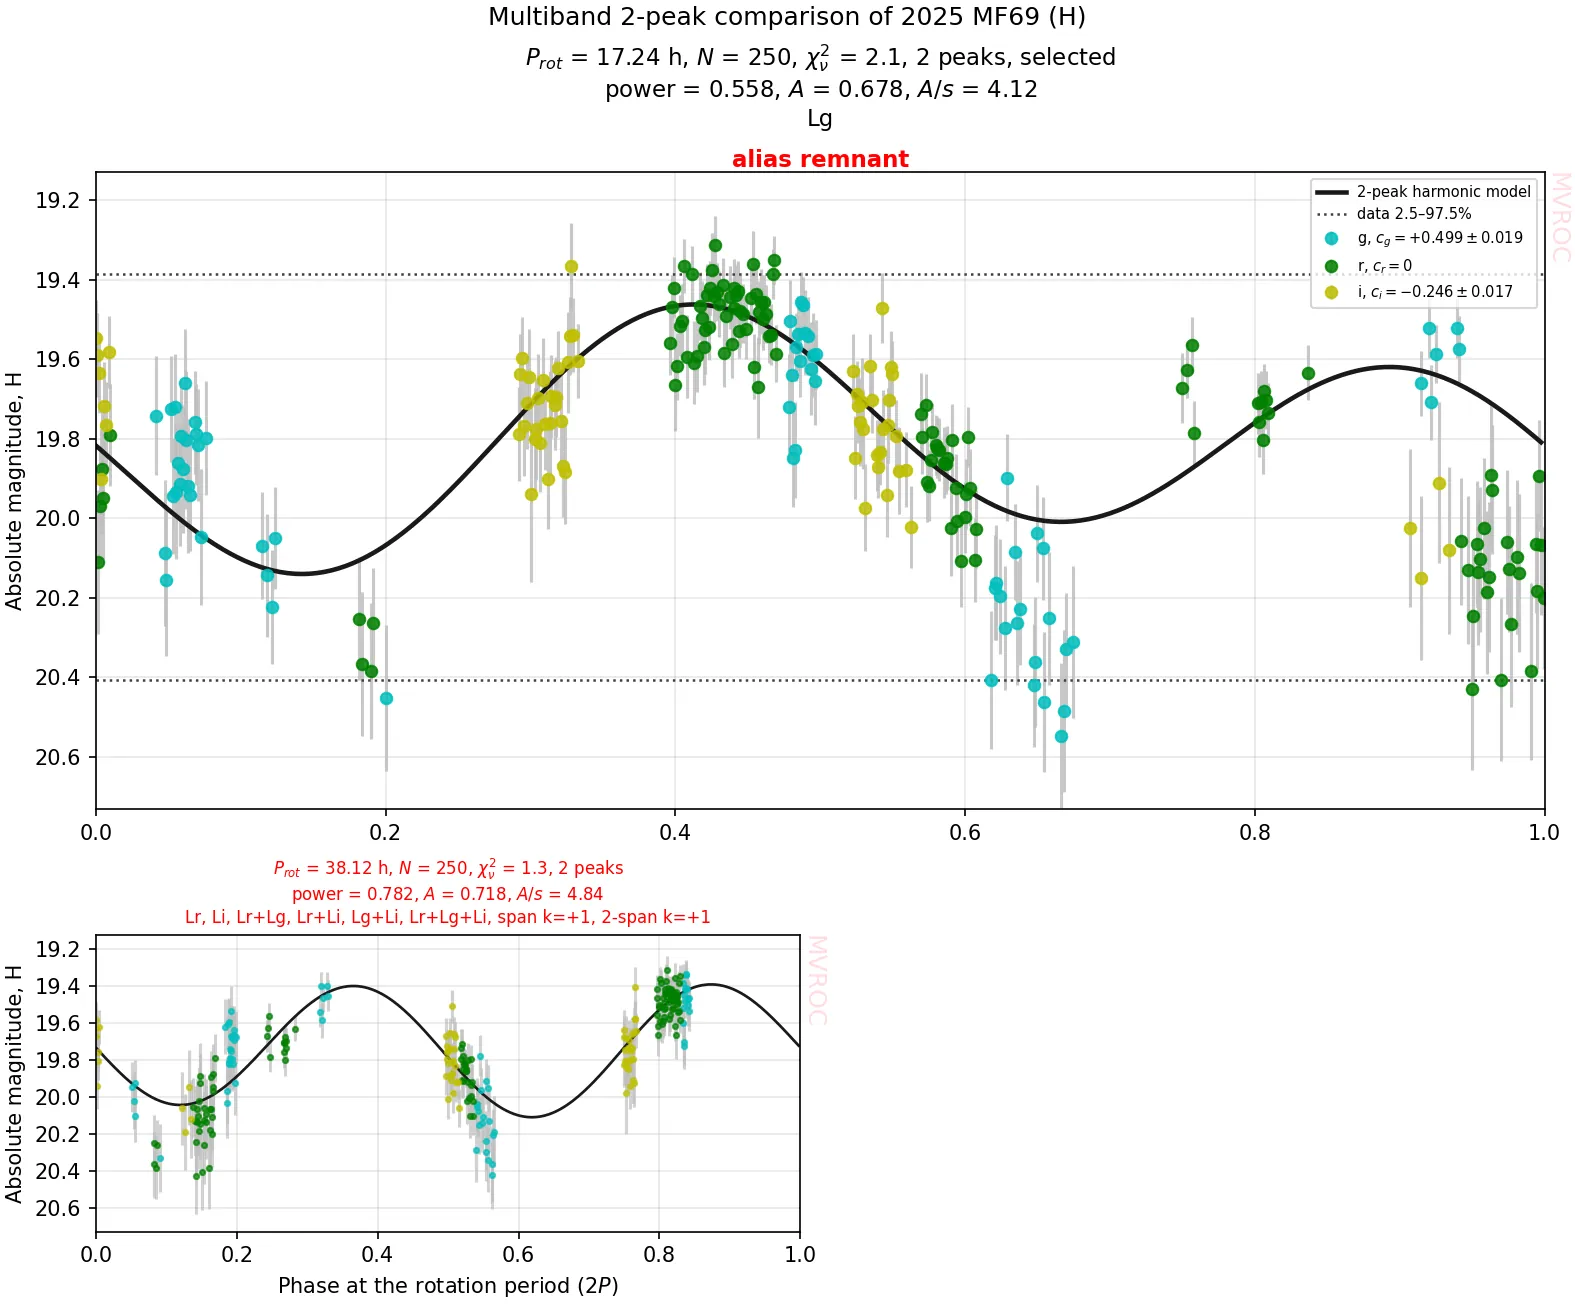 Multiband 2-peak comparison of 2025 MF69 (H)
P_rot = 17.24 h, N = 250, χ²_ν = 2.1, 2 peaks, selected
power = 0.558, A = 0.678, A/s = 4.12
Lg
alias remnant
MVROC
2-peak harmonic model
data 2.5–97.5%
g, c_g = +0.499 ± 0.019
r, c_r = 0
i, c_i = −0.246 ± 0.017
Absolute magnitude, H
19.2
19.4
19.6
19.8
20.0
20.2
20.4
20.6
0.0 0.2 0.4 0.6 0.8 1.0
P_rot = 38.12 h, N = 250, χ²_ν = 1.3, 2 peaks
power = 0.782, A = 0.718, A/s = 4.84
Lr, Li, Lr+Lg, Lr+Li, Lg+Li, Lr+Lg+Li, span k=+1, 2-span k=+1
MVROC
Absolute magnitude, H
19.2
19.4
19.6
19.8
20.0
20.2
20.4
20.6
0.0 0.2 0.4 0.6 0.8 1.0
Phase at the rotation period (2P)